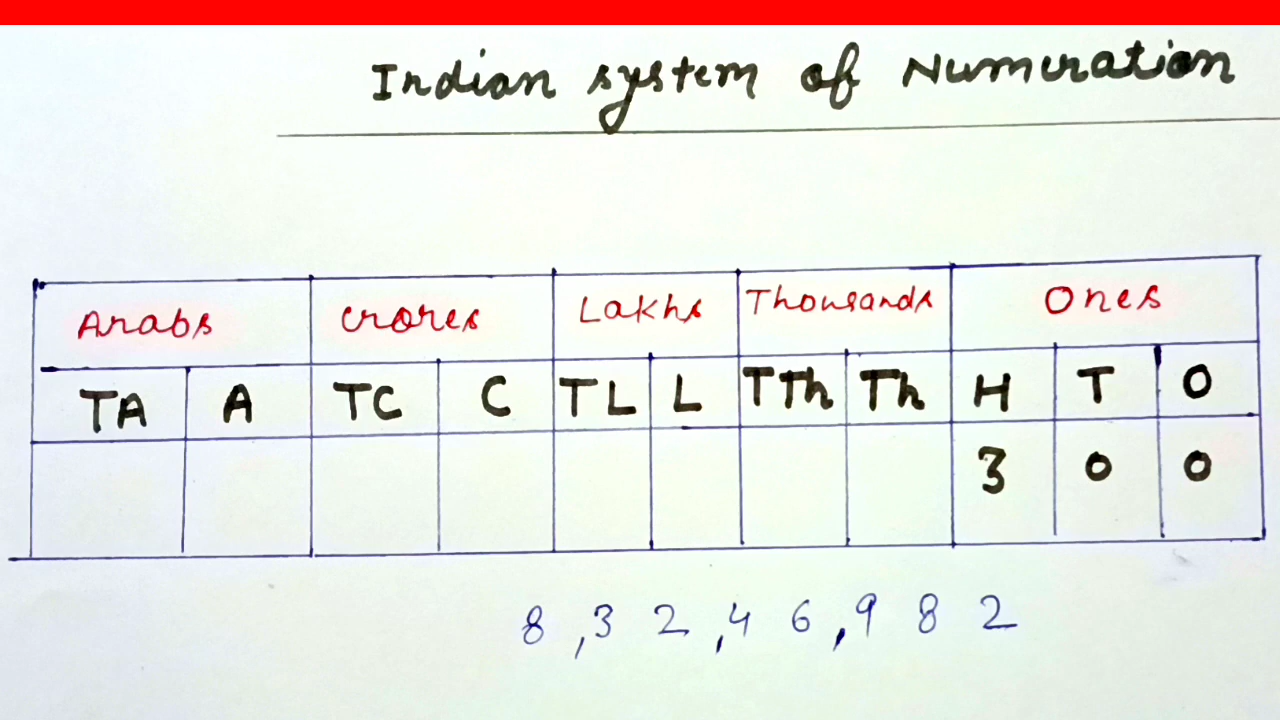 Indian system of Numeration
Arabs crores Lakhs Thousands Ones
TA A TC C TL L TTh Th H T O
3 0 0
8,32,46,982